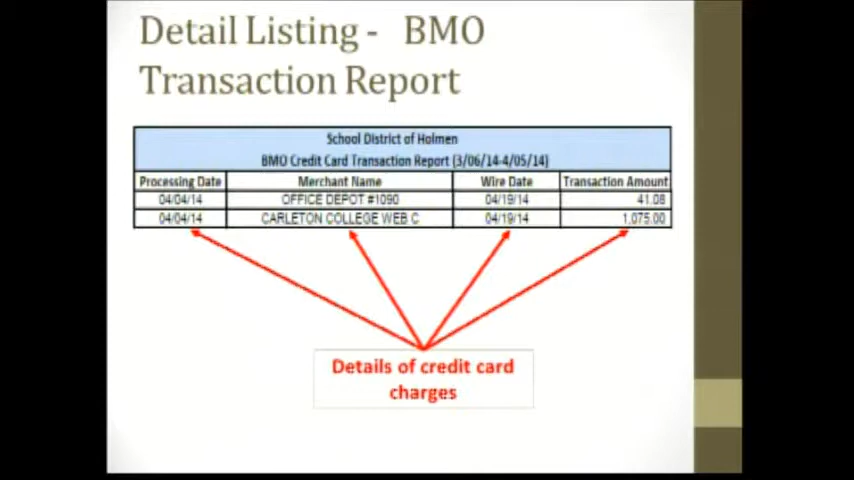 Detail Listing - BMO
Transaction Report
School District of Holmen
BMO Credit Card Transaction Report (3/06/14-4/05/14)
Processing Date Merchant Name Wire Date Transaction Amount
04/04/14 OFFICE DEPOT #1090 04/19/14 41.08
04/04/14 CARLETON COLLEGE WEB C 04/19/14 1,075.00
Details of credit card
charges